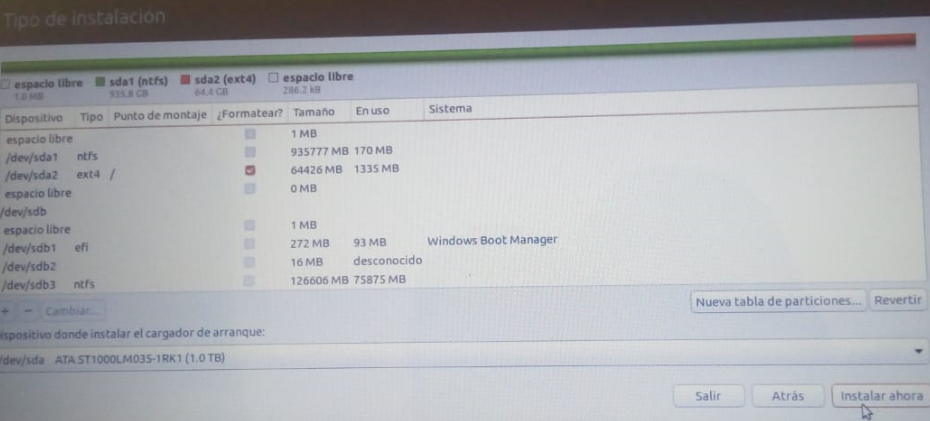 Tipo de instalación
espacio libre sda1 (ntfs) sda2 (ext4) espacio libre
1.0 MB 935.8 GB 64.4 GB 286.2 kB
Dispositivo Tipo Punto de montaje ¿Formatear? Tamaño En uso Sistema
espacio libre 1 MB
/dev/sda1 ntfs 935777 MB 170 MB
/dev/sda2 ext4 / 64426 MB 1335 MB
espacio libre 0 MB
/dev/sdb
espacio libre 1 MB
/dev/sdb1 efi 272 MB 93 MB Windows Boot Manager
/dev/sdb2 16 MB desconocido
/dev/sdb3 ntfs 126606 MB 75875 MB
+ − Cambiar... Nueva tabla de particiones... Revertir
ispositivo donde instalar el cargador de arranque:
/dev/sda ATA ST1000LM035-1RK1 (1.0 TB)
Salir Atrás Instalar ahora